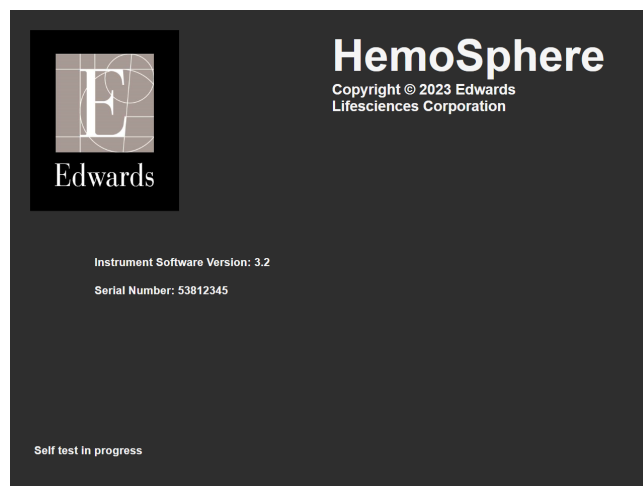 E
Edwards
HemoSphere
Copyright © 2023 Edwards
Lifesciences Corporation
Instrument Software Version: 3.2
Serial Number: 53812345
Self test in progress